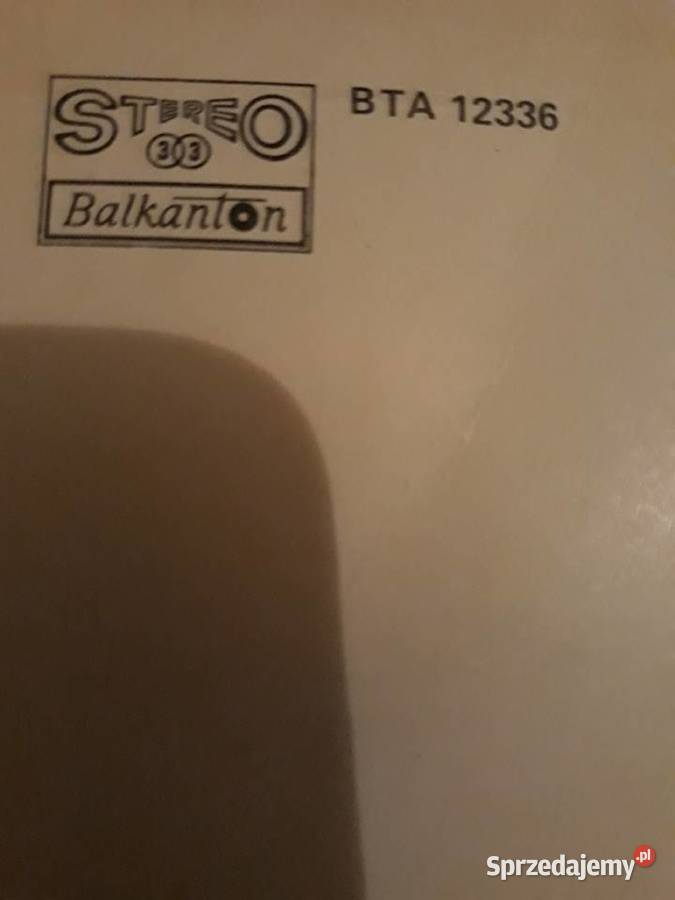 STEREO
33
Balkanton
BTA 12336
Sprzedajemy.pl